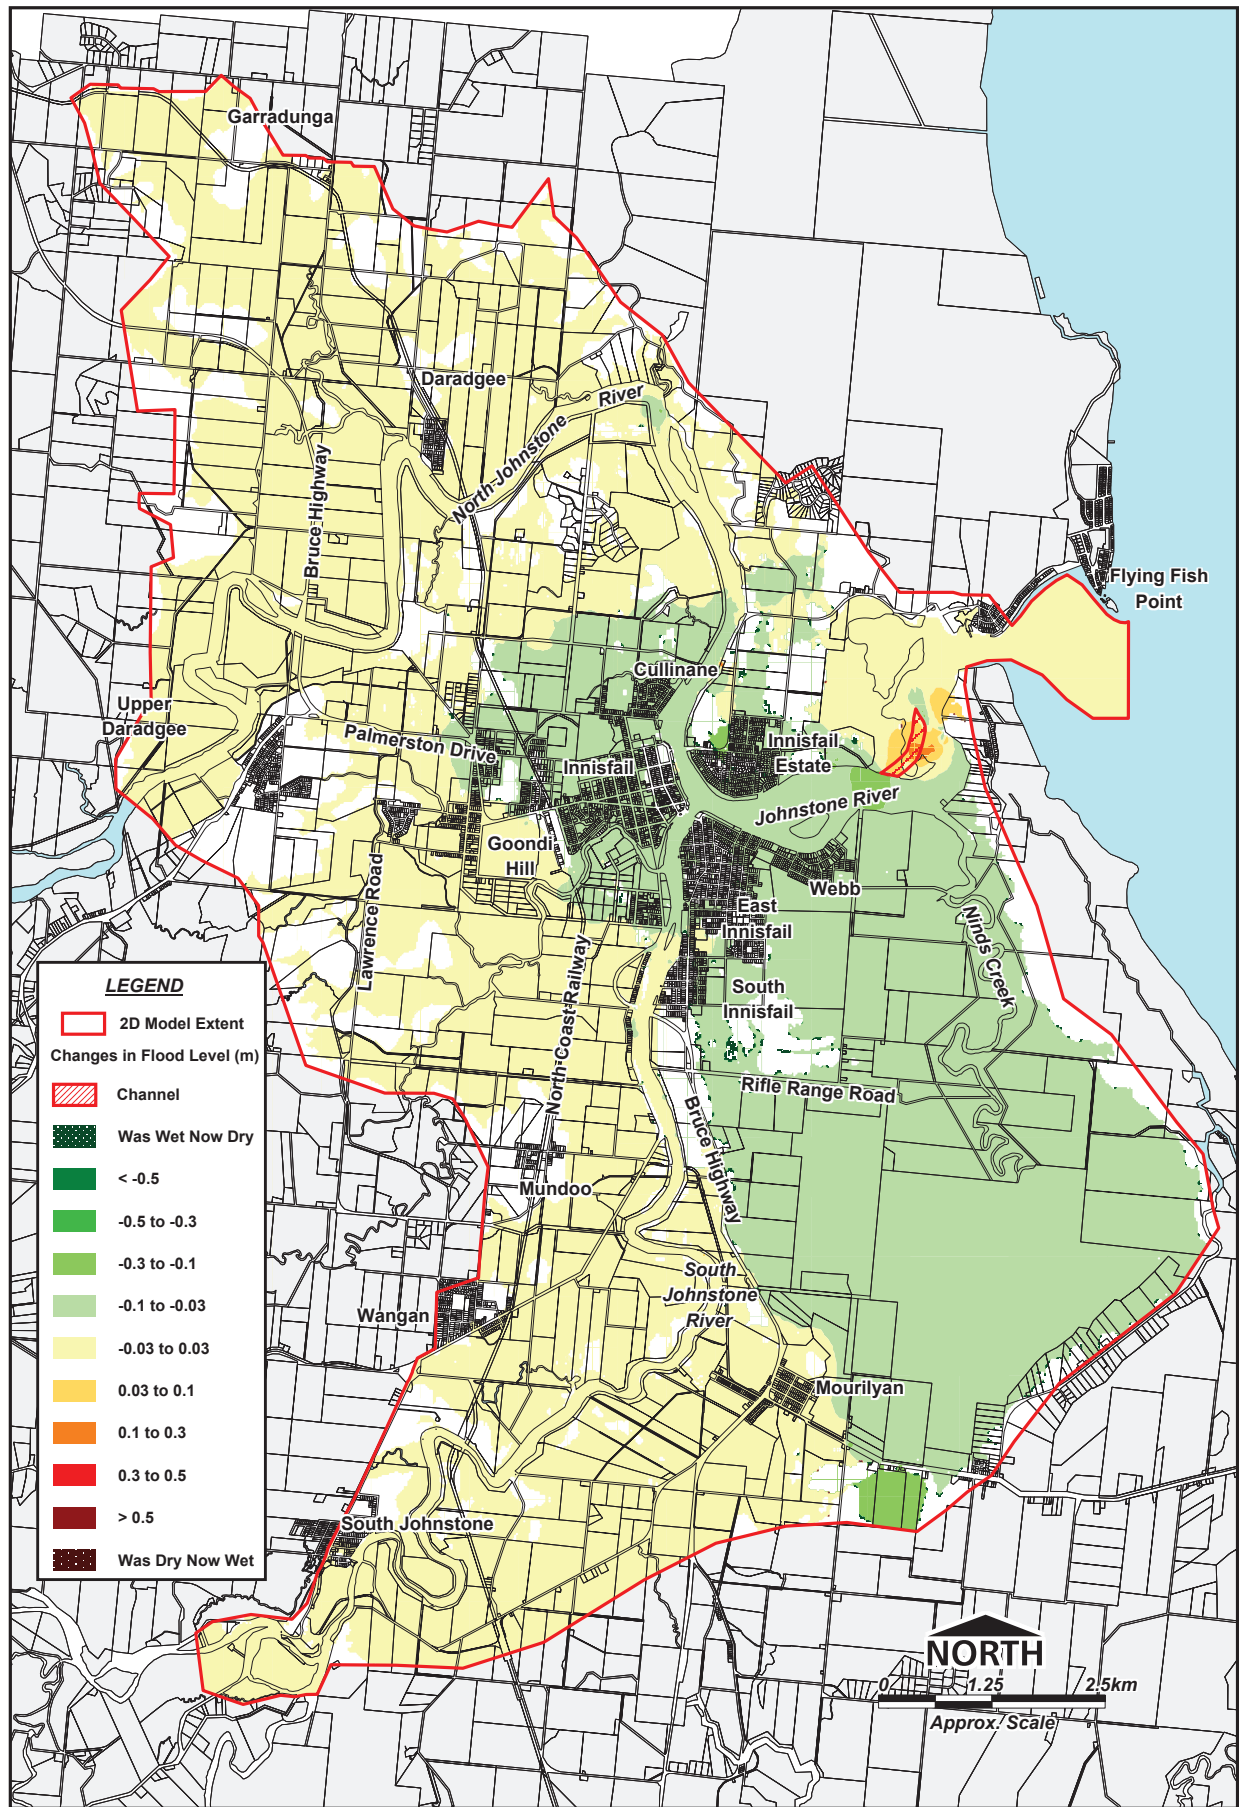 Garradunga
Daradgee
River
North Johnstone
Bruce Highway
Flying Fish
Point
Cullinane
Upper
Daradgee
Palmerston Drive
Innisfail
Estate
Innisfail
Johnstone River
Goondi
Hill
Webb
Lawrence Road
East
Innisfail
Ninds Creek
North Coast Railway
South
Innisfail
Rifle Range Road
Bruce Highway
Mundoo
South
Johnstone
River
Wangan
Mourilyan
South Johnstone
LEGEND
2D Model Extent
Changes in Flood Level (m)
Channel
Was Wet Now Dry
< -0.5
-0.5 to -0.3
-0.3 to -0.1
-0.1 to -0.03
-0.03 to 0.03
0.03 to 0.1
0.1 to 0.3
0.3 to 0.5
> 0.5
Was Dry Now Wet
NORTH
0 1.25 2.5km
Approx. Scale